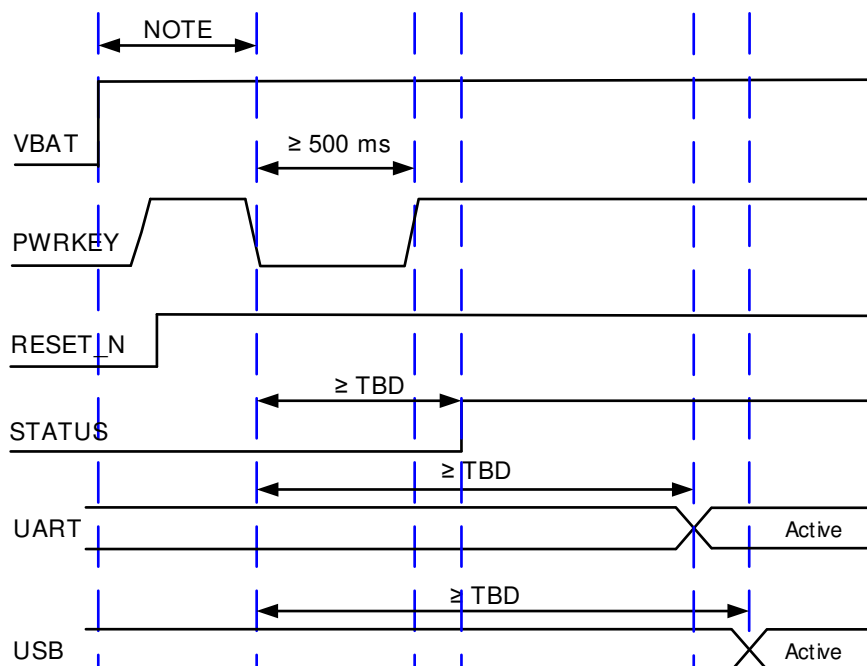 NOTE
VBAT
≥ 500 ms
PWRKEY
RESET_N
≥ TBD
STATUS
≥ TBD
UART
Active
≥ TBD
USB
Active